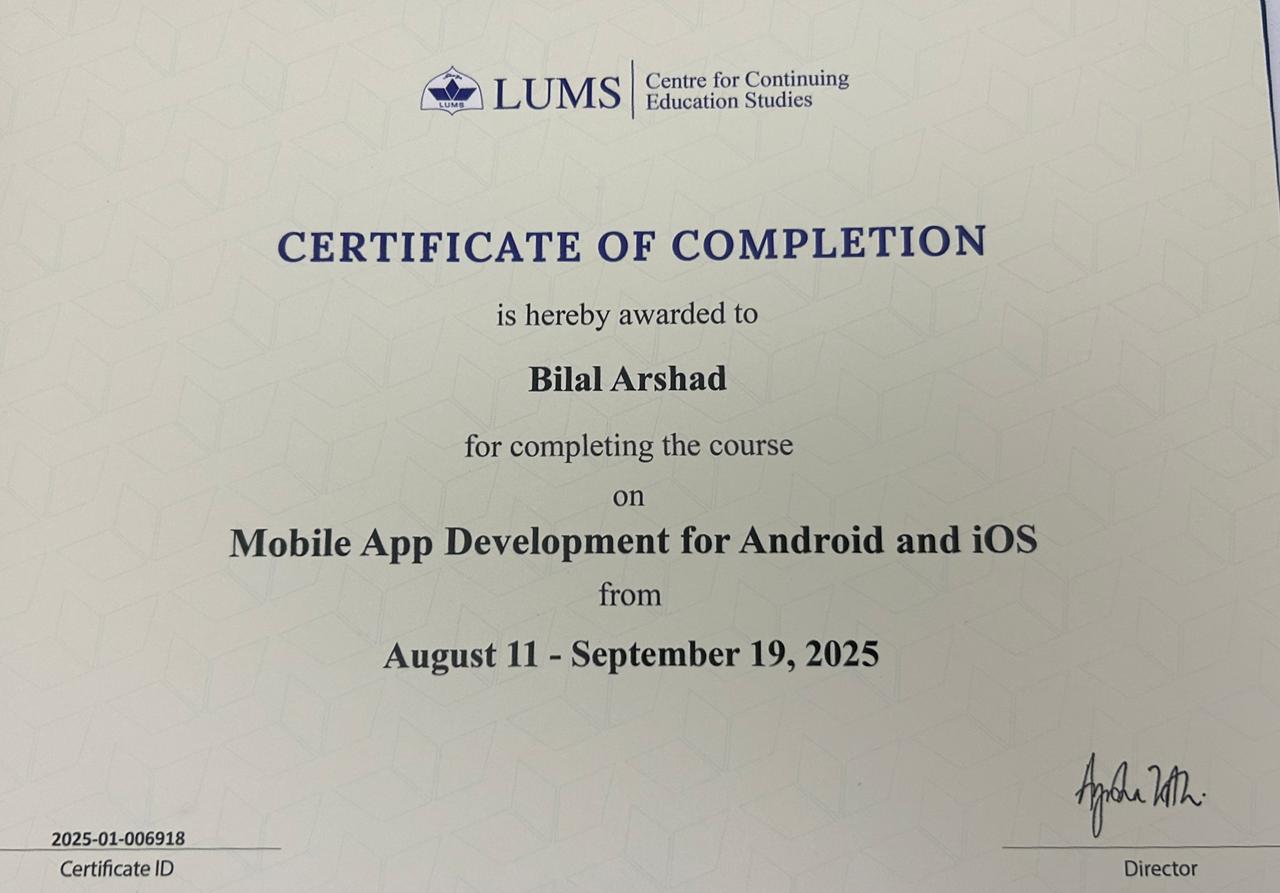 LUMS
LUMS
Centre for Continuing
Education Studies
CERTIFICATE OF COMPLETION
is hereby awarded to
Bilal Arshad
for completing the course
on
Mobile App Development for Android and iOS
from
August 11 - September 19, 2025
2025-01-006918
Certificate ID
Director